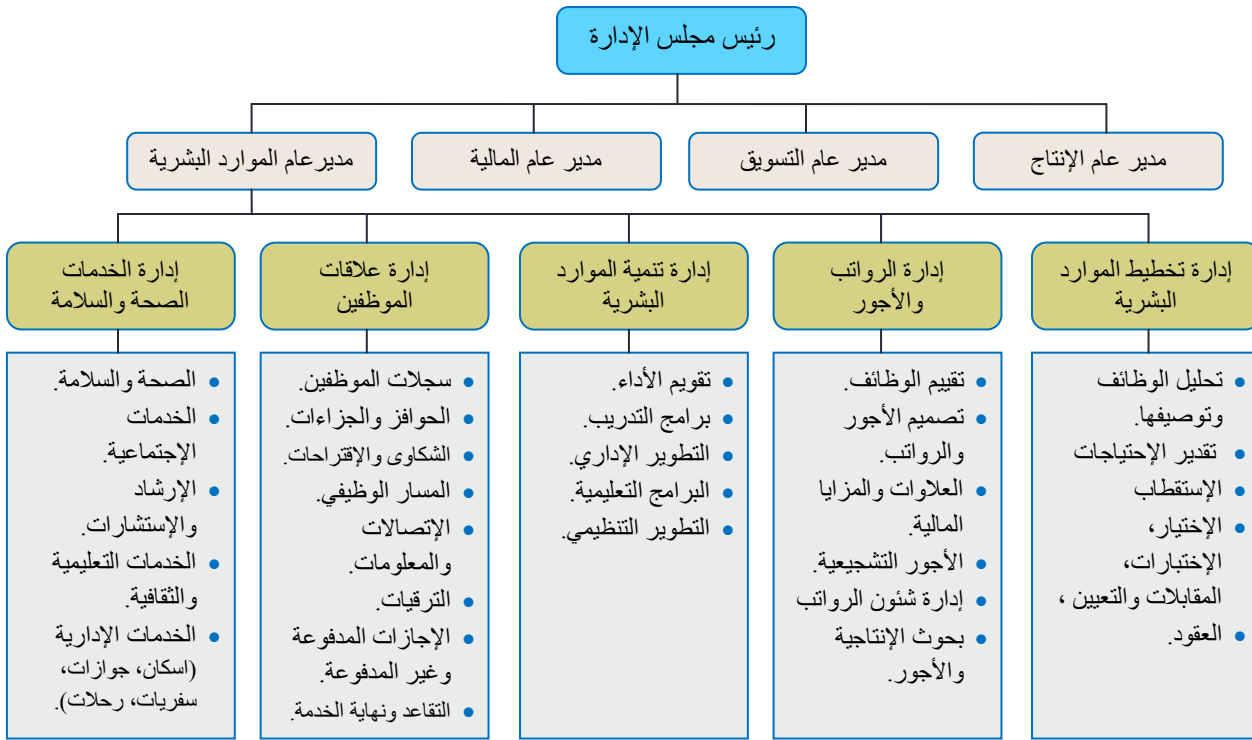 رئيس مجلس الإدارة
مدير عام الإنتاج
مدير عام التسويق
مدير عام المالية
مديرعام الموارد البشرية
إدارة تخطيط الموارد
البشرية
إدارة الرواتب
والأجور
إدارة تنمية الموارد
البشرية
إدارة علاقات
الموظفين
إدارة الخدمات
الصحة والسلامة
• تحليل الوظائف
وتوصيفها.
• تقدير الإحتياجات
• الإستقطاب
• الإختيار،
الإختبارات،
المقابلات والتعيين ،
• العقود.
• تقييم الوظائف.
• تصميم الأجور
والرواتب.
• العلاوات والمزايا
المالية.
• الأجور التشجيعية.
• إدارة شئون الرواتب
• بحوث الإنتاجية
والأجور.
• تقويم الأداء.
• برامج التدريب.
• التطوير الإداري.
• البرامج التعليمية.
• التطوير التنظيمي.
• سجلات الموظفين.
• الحوافز والجزاءات.
• الشكاوى والإقتراحات.
• المسار الوظيفي.
• الإتصالات
والمعلومات.
• الترقيات.
• الإجازات المدفوعة
وغير المدفوعة.
• التقاعد ونهاية الخدمة.
• الصحة والسلامة.
• الخدمات
الإجتماعية.
• الإرشاد
والإستشارات.
• الخدمات التعليمية
والثقافية.
• الخدمات الإدارية
(اسكان، جوازات،
سفريات، رحلات).